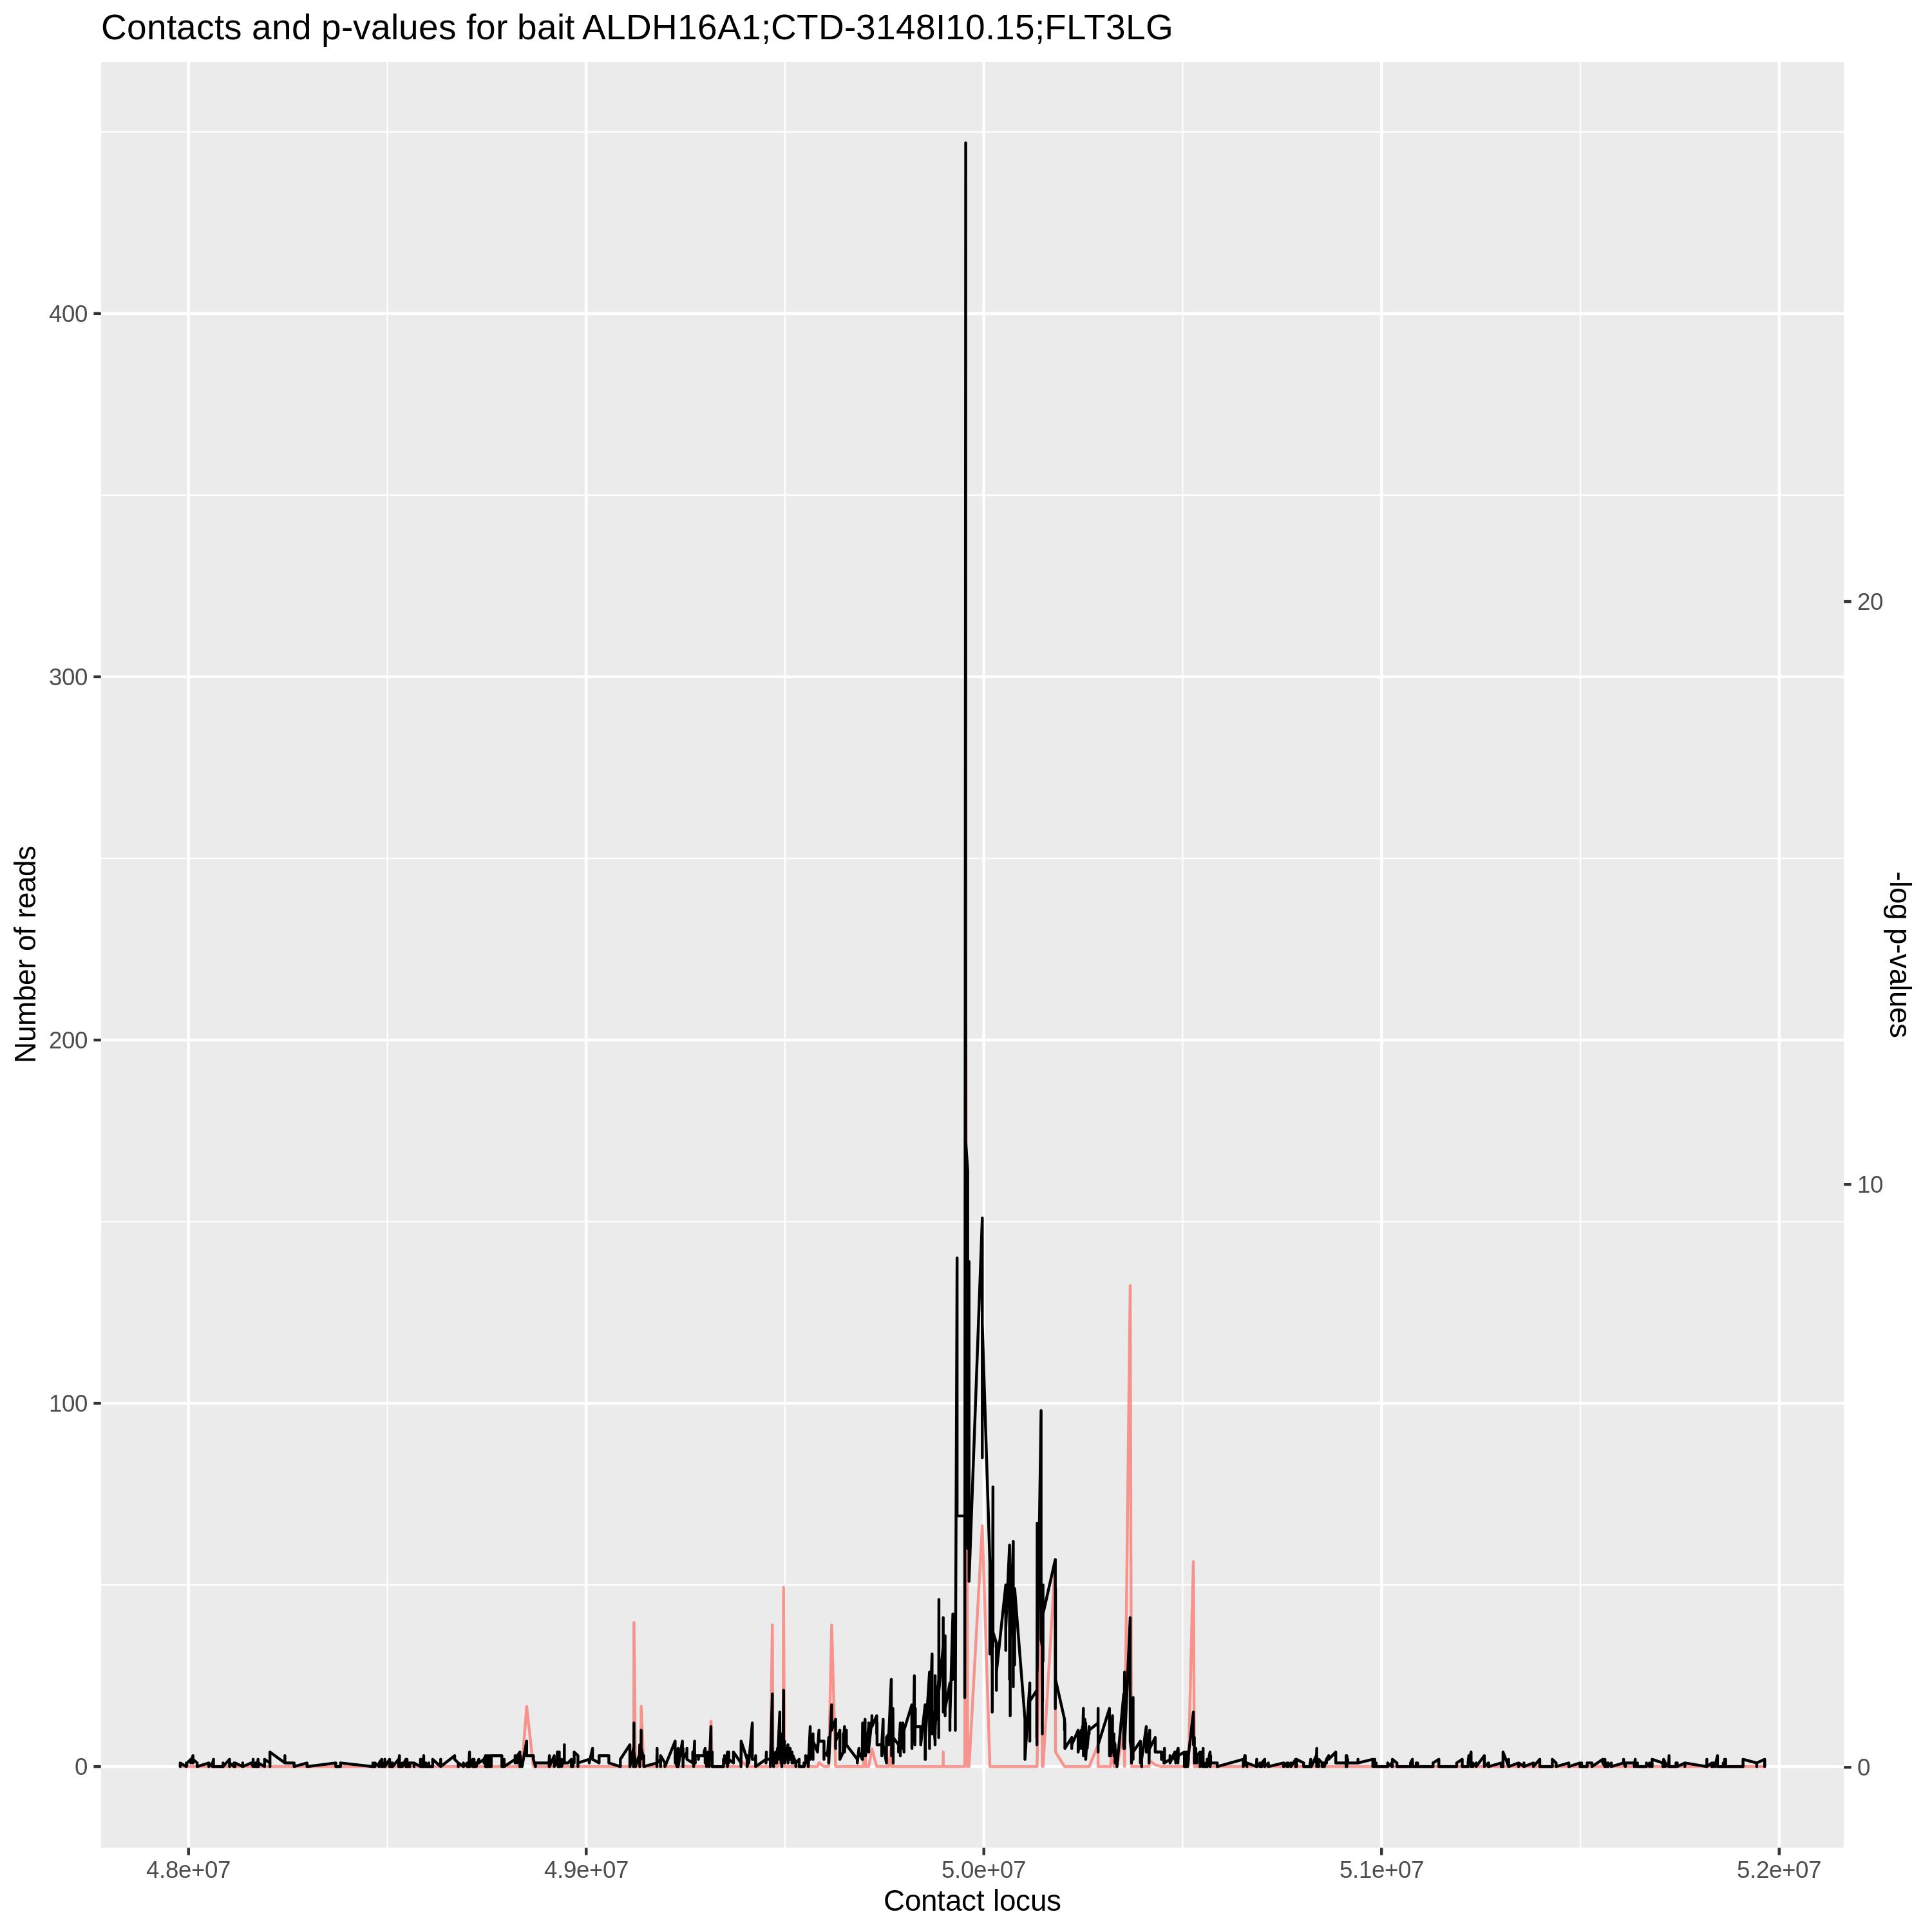 Contacts and p-values for bait ALDH16A1;CTD-3148I10.15;FLT3LG
400
300
200
100
0
Number of reads
20
10
0
-log p-values
4.8e+07
4.9e+07
5.0e+07
5.1e+07
5.2e+07
Contact locus